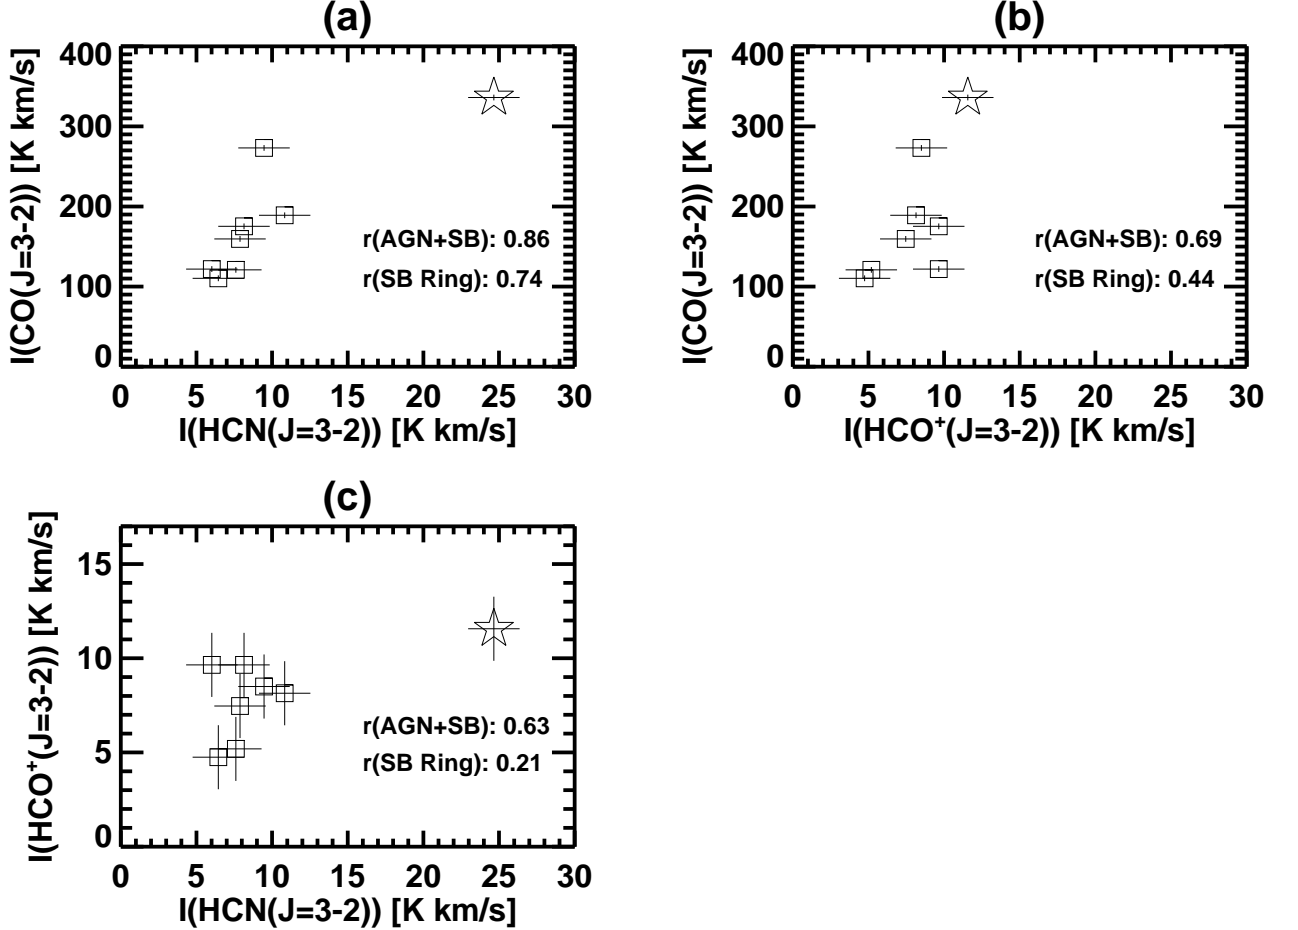 (a)
400
300
200
100
0
I(CO(J=3-2)) [K km/s]
r(AGN+SB): 0.86
r(SB Ring): 0.74
0 5 10 15 20 25 30
I(HCN(J=3-2)) [K km/s]
(b)
400
300
200
100
0
I(CO(J=3-2)) [K km/s]
r(AGN+SB): 0.69
r(SB Ring): 0.44
0 5 10 15 20 25 30
I(HCO⁺(J=3-2)) [K km/s]
(c)
15
10
5
0
I(HCO⁺(J=3-2)) [K km/s]
r(AGN+SB): 0.63
r(SB Ring): 0.21
0 5 10 15 20 25 30
I(HCN(J=3-2)) [K km/s]